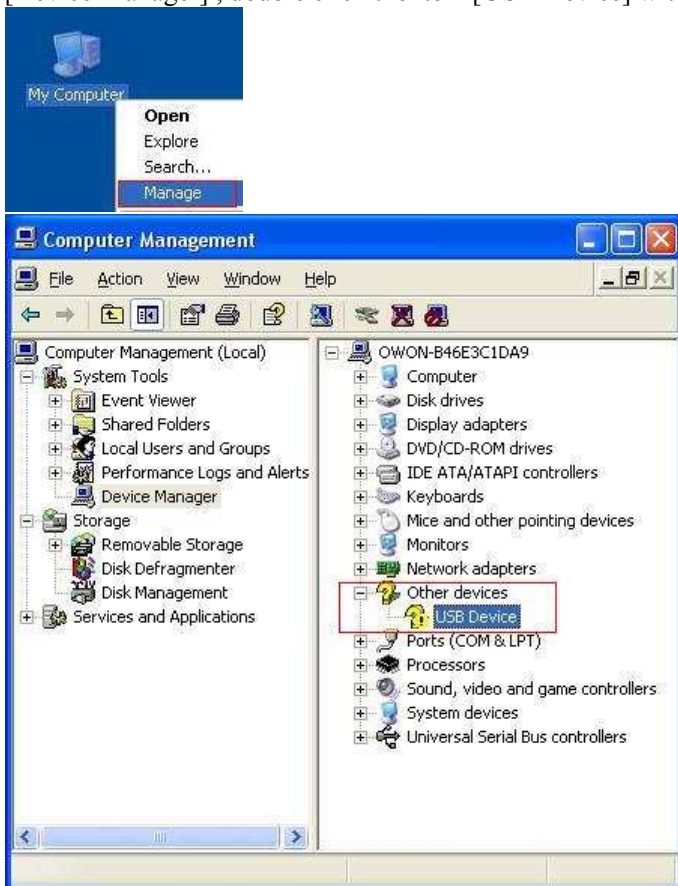 My Computer
Open
Explore
Search...
Manage
Computer Management
File Action View Window Help
Computer Management (Local)
System Tools
Event Viewer
Shared Folders
Local Users and Groups
Performance Logs and Alerts
Device Manager
Storage
Removable Storage
Disk Defragmenter
Disk Management
Services and Applications
OWON-B46E3C1DA9
Computer
Disk drives
Display adapters
DVD/CD-ROM drives
IDE ATA/ATAPI controllers
Keyboards
Mice and other pointing devices
Monitors
Network adapters
Other devices
USB Device
Ports (COM & LPT)
Processors
Sound, video and game controllers
System devices
Universal Serial Bus controllers